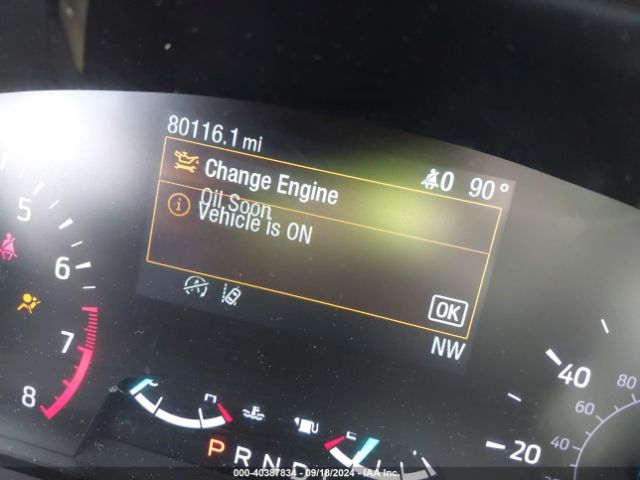 80116.1 mi
Change Engine
Oil Soon
Vehicle is ON
0 90°
OK
NW
5
6
7
8
P R N D
40
20
80
60
40
000-40387834 - 09/18/2024 - IAA Inc.